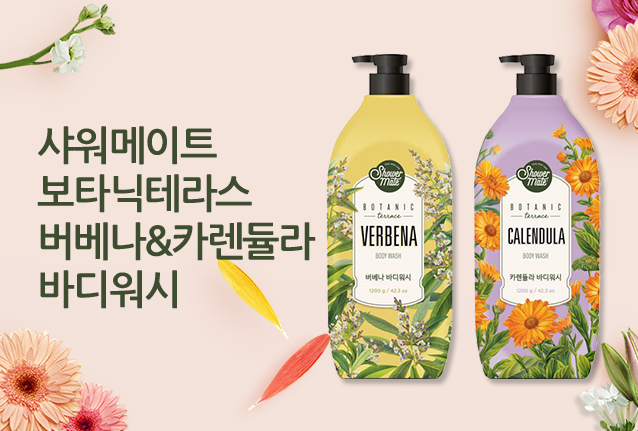 샤워메이트
보타닉테라스
버베나&카렌듈라
바디워시
Shower
Mate
BOTANIC
terrace
VERBENA
BODY WASH
버베나 바디워시
1200 g / 42.3 oz
Shower
Mate
BOTANIC
terrace
CALENDULA
BODY WASH
카렌듈라 바디워시
1200 g / 42.3 oz